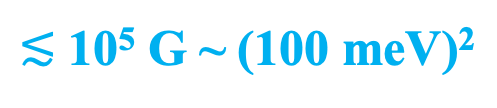 ≲ 10⁵ G ~ (100 meV)²